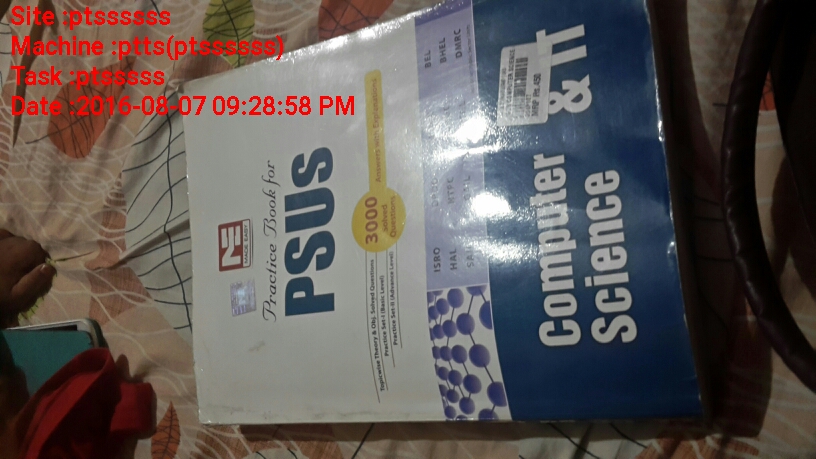 Site :ptssssss
Machine :ptts(ptssssss)
Task :ptsssss
Date :2016-08-07 09:28:58 PM
MADE EASY
Practice Book for
PSUs
3000
solved
Questions
Answers with Explanations
Topicwise Theory & Obj. Solved Questions
Practice Set-I (Basic Level)
Practice Set-II (Advance Level)
ISRO
BEL
HAL
BHEL
DMRC
Computer
Science
& IT